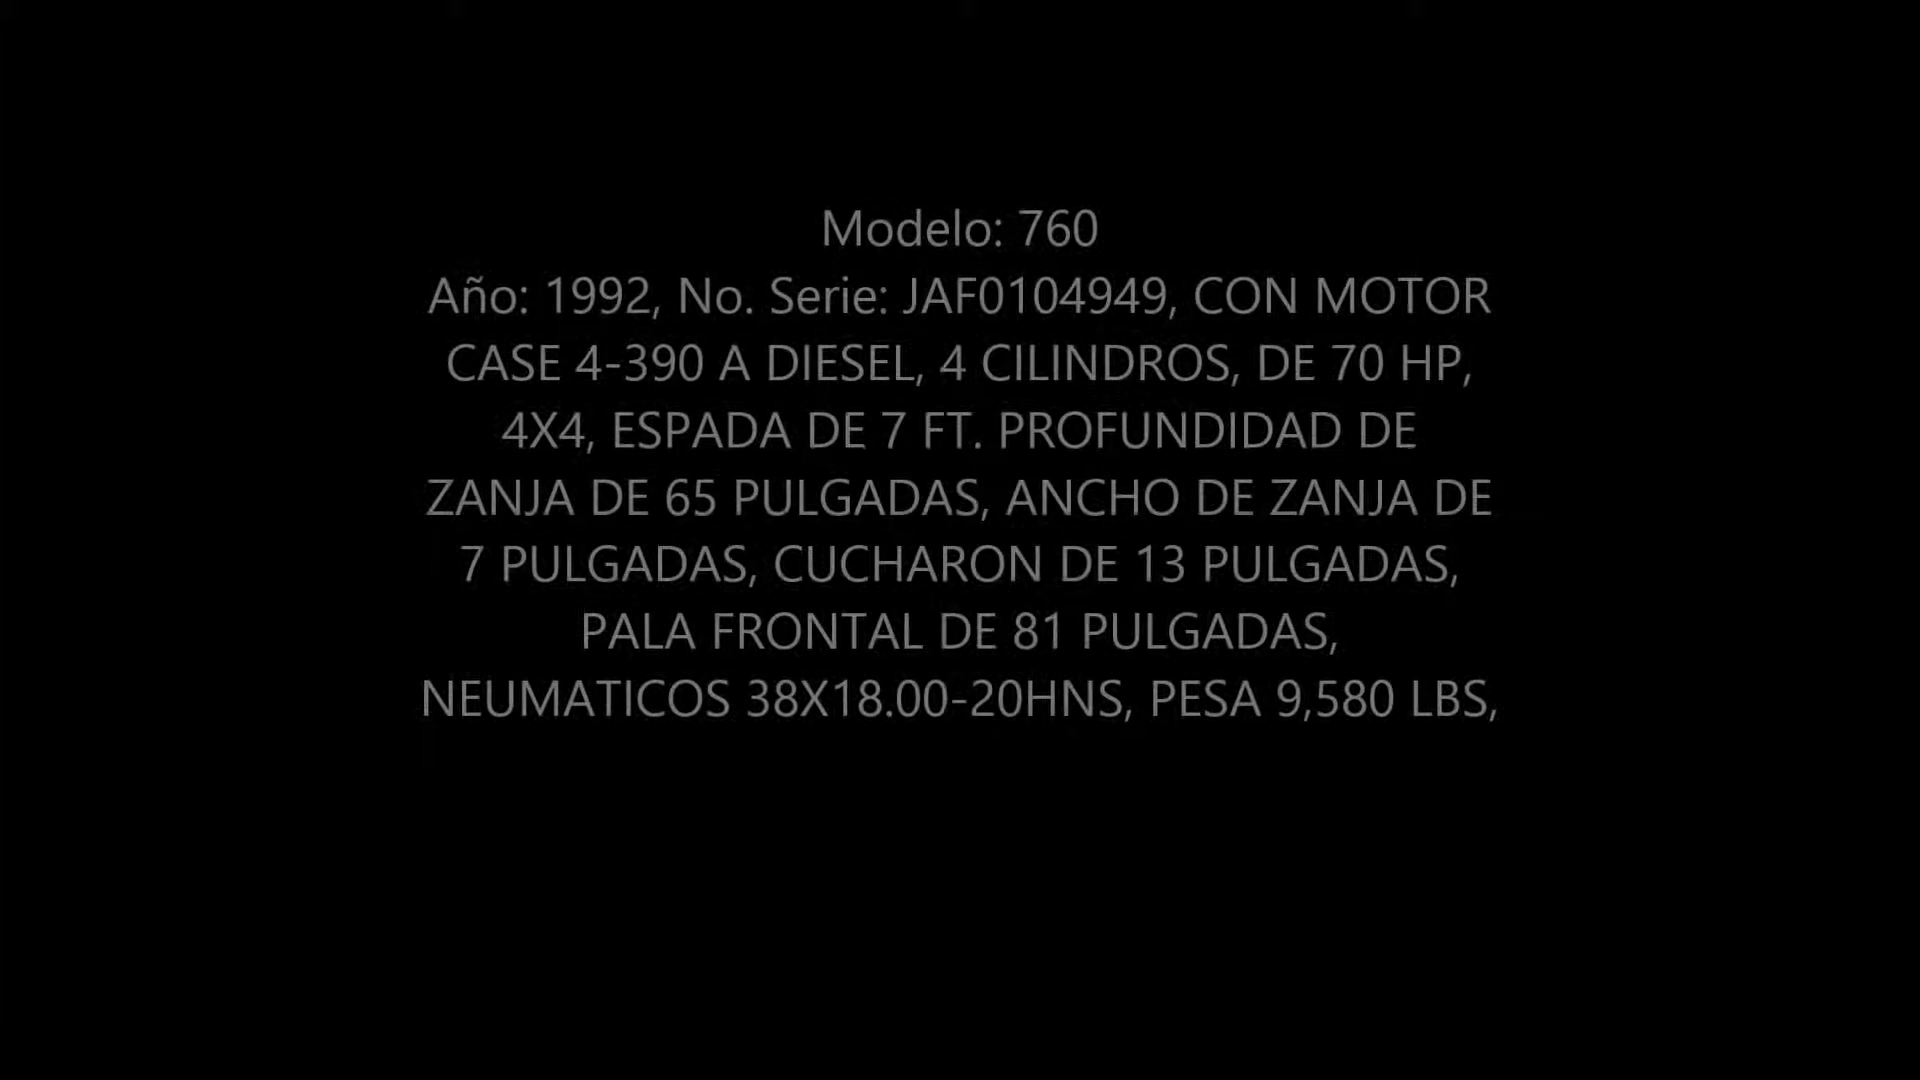 Modelo: 760
Año: 1992, No. Serie: JAF0104949, CON MOTOR
CASE 4-390 A DIESEL, 4 CILINDROS, DE 70 HP,
4X4, ESPADA DE 7 FT. PROFUNDIDAD DE
ZANJA DE 65 PULGADAS, ANCHO DE ZANJA DE
7 PULGADAS, CUCHARON DE 13 PULGADAS,
PALA FRONTAL DE 81 PULGADAS,
NEUMATICOS 38X18.00-20HNS, PESA 9,580 LBS,